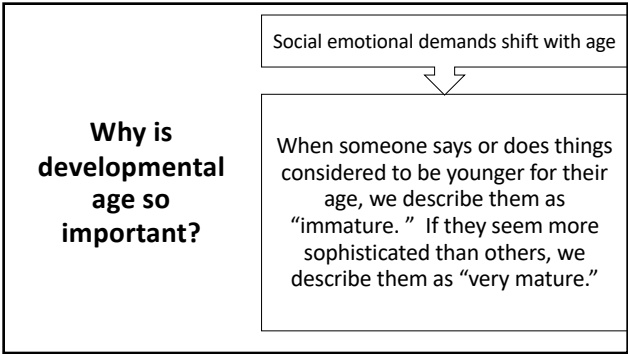 Why is
developmental
age so
important?
Social emotional demands shift with age
When someone says or does things
considered to be younger for their
age, we describe them as
“immature. ”  If they seem more
sophisticated than others, we
describe them as “very mature.”